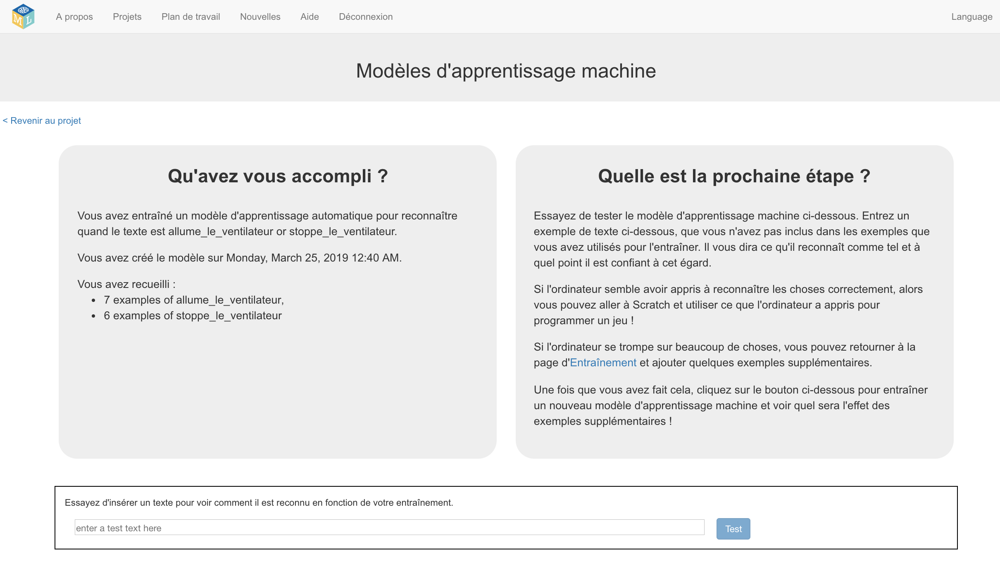 M L
A propos Projets Plan de travail Nouvelles Aide Déconnexion Language
Modèles d'apprentissage machine
< Revenir au projet
Qu'avez vous accompli ?
Vous avez entraîné un modèle d'apprentissage automatique pour reconnaître
quand le texte est allume_le_ventilateur or stoppe_le_ventilateur.
Vous avez créé le modèle sur Monday, March 25, 2019 12:40 AM.
Vous avez recueilli :
• 7 examples of allume_le_ventilateur,
• 6 examples of stoppe_le_ventilateur
Quelle est la prochaine étape ?
Essayez de tester le modèle d'apprentissage machine ci-dessous. Entrez un
exemple de texte ci-dessous, que vous n'avez pas inclus dans les exemples que
vous avez utilisés pour l'entraîner. Il vous dira ce qu'il reconnaît comme tel et à
quel point il est confiant à cet égard.
Si l'ordinateur semble avoir appris à reconnaître les choses correctement, alors
vous pouvez aller à Scratch et utiliser ce que l'ordinateur a appris pour
programmer un jeu !
Si l'ordinateur se trompe sur beaucoup de choses, vous pouvez retourner à la
page d'Entraînement et ajouter quelques exemples supplémentaires.
Une fois que vous avez fait cela, cliquez sur le bouton ci-dessous pour entraîner
un nouveau modèle d'apprentissage machine et voir quel sera l'effet des
exemples supplémentaires !
Essayez d'insérer un texte pour voir comment il est reconnu en fonction de votre entraînement.
enter a test text here
Test